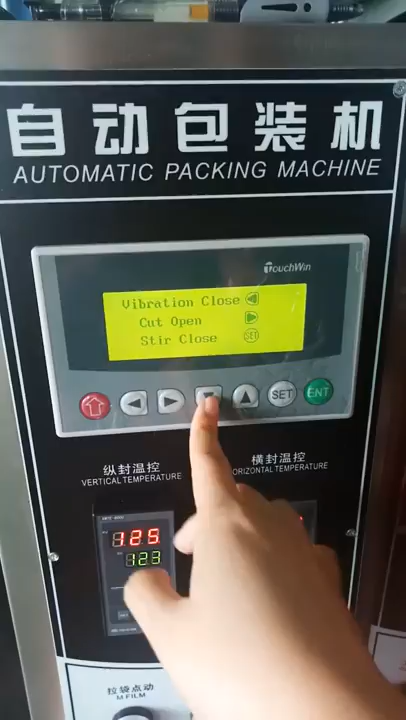 自动包装机
AUTOMATIC PACKING MACHINE
TouchWin
Vibration Close
Cut Open
Stir Close SET
SET ENT
纵封温控
VERTICAL TEMPERATURE
横封温控
HORIZONTAL TEMPERATURE
125
123
拉袋点动
M FILM